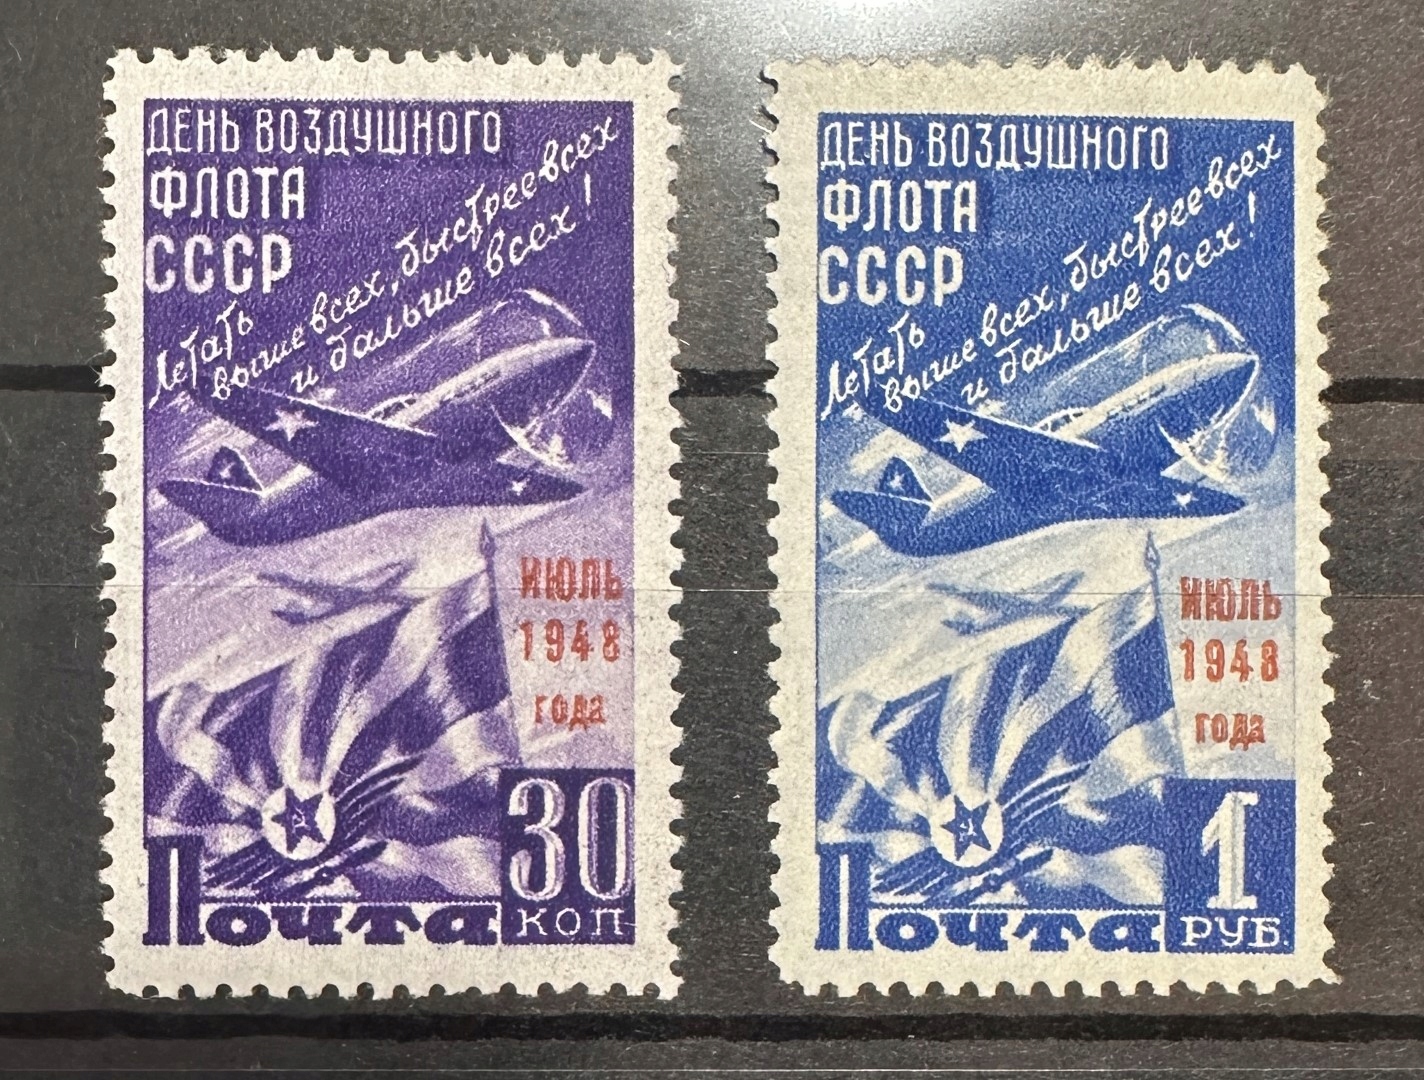 ДЕНЬ ВОЗДУШНОГО
ФЛОТА
СССР
Летать
выше всех, быстрее всех
и дальше всех!
ИЮЛЬ
1948
года
30
КОП
Почта
ДЕНЬ ВОЗДУШНОГО
ФЛОТА
СССР
Летать
выше всех, быстрее всех
и дальше всех!
ИЮЛЬ
1948
года
1
РУБ.
Почта